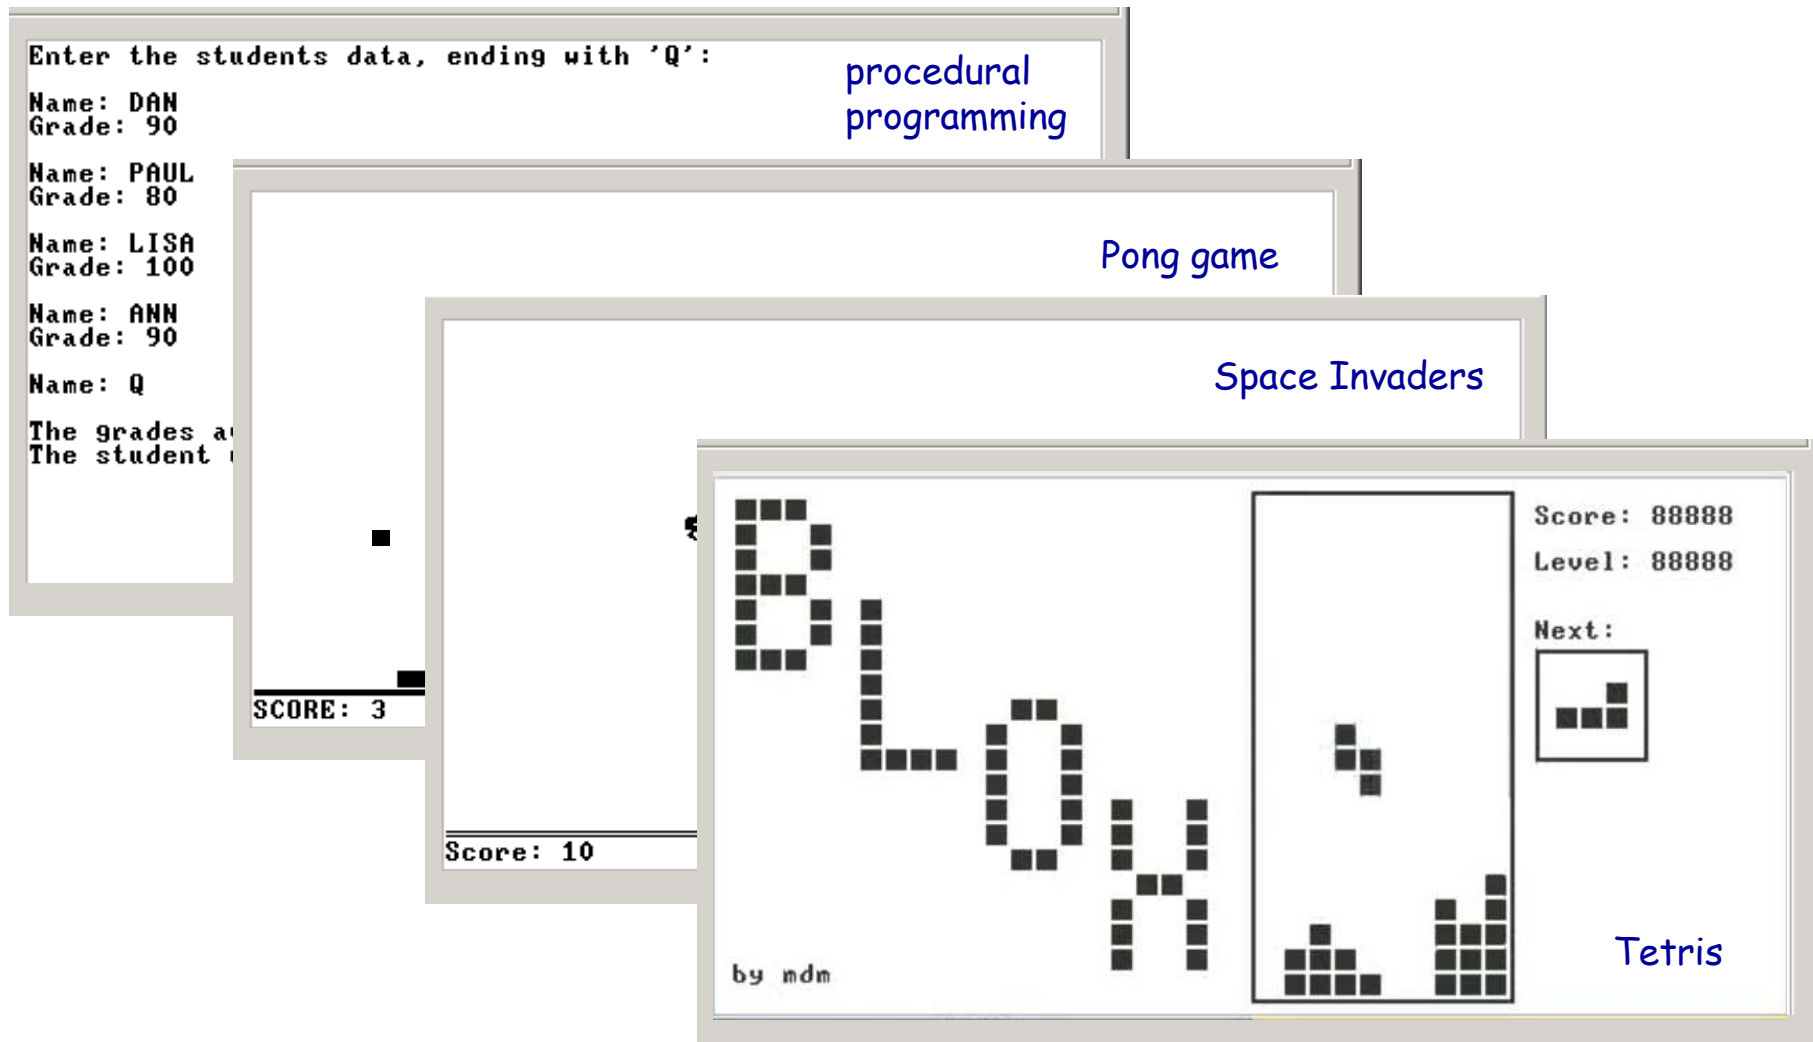 Enter the students data, ending with 'Q':
procedural
programming
Name: DAN
Grade: 90
Name: PAUL
Grade: 80
Name: LISA
Grade: 100
Name: ANN
Grade: 90
Name: Q
The grades
The student
Pong game
SCORE: 3
Space Invaders
Score: 10
BLOX
by mdm
Score: 88888
Level: 88888
Next:
Tetris